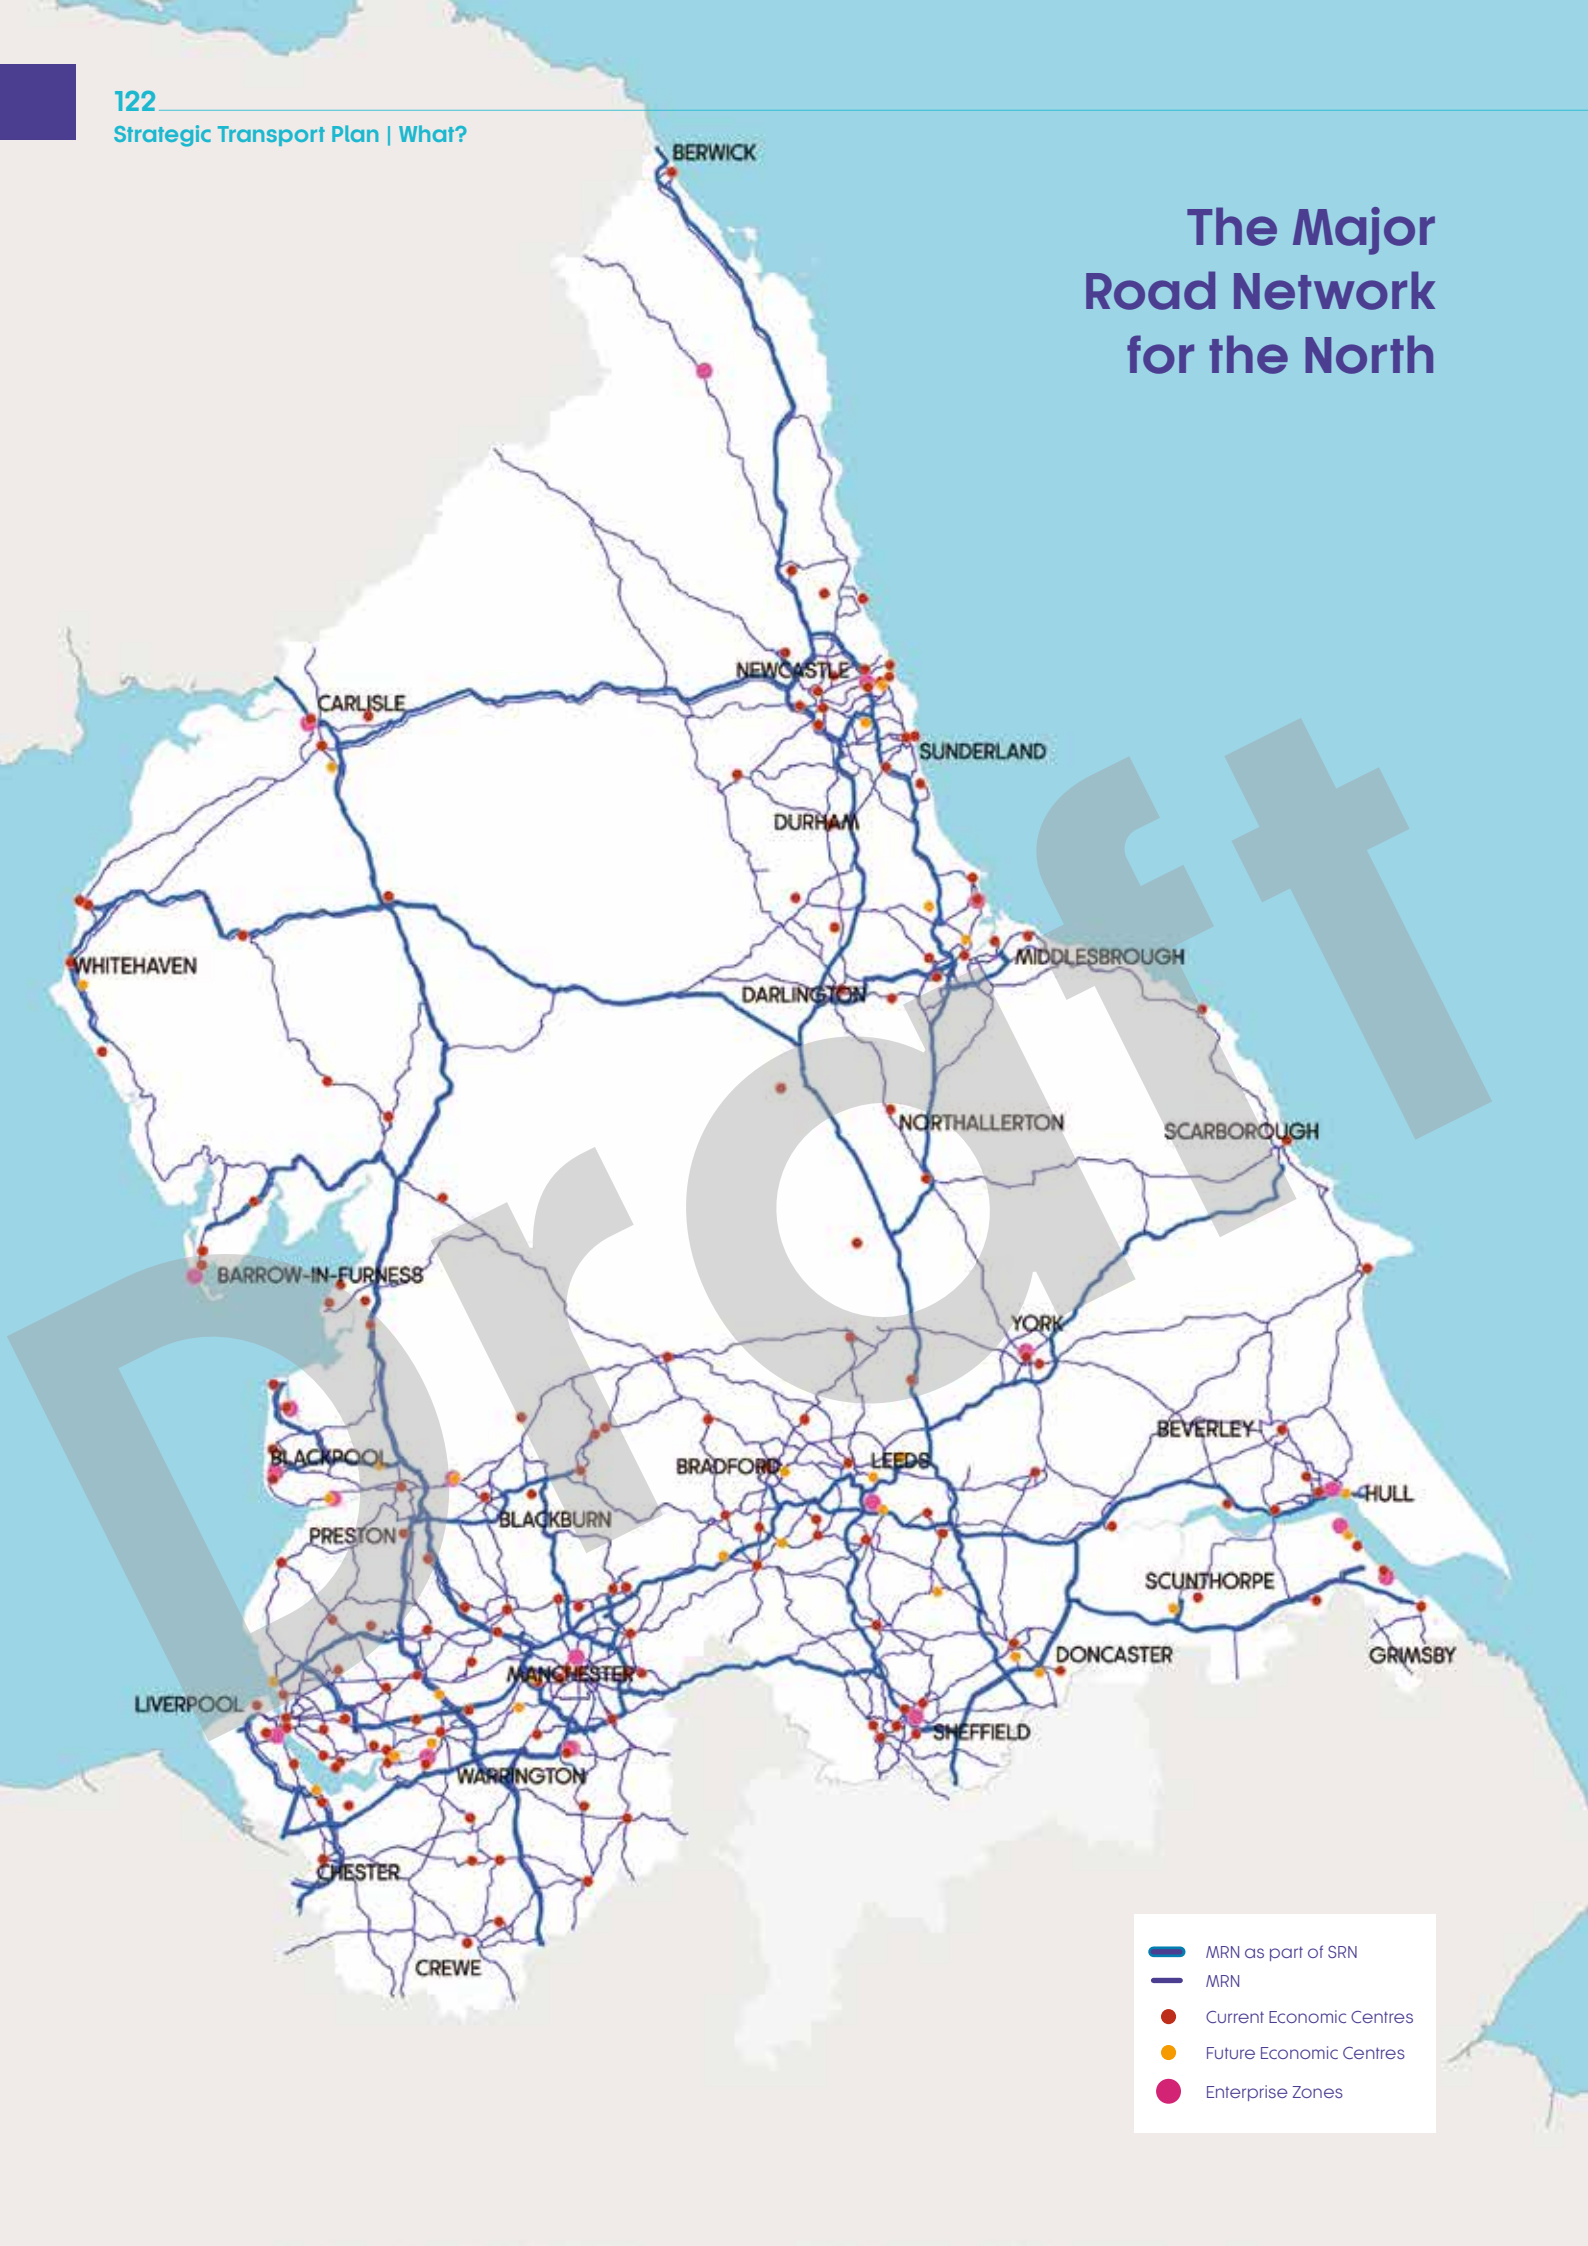 122
Strategic Transport Plan | What?
The Major
Road Network
for the North
BERWICK
NEWCASTLE
CARLISLE
SUNDERLAND
DURHAM
WHITEHAVEN
MIDDLESBROUGH
DARLINGTON
NORTHALLERTON
SCARBOROUGH
BARROW-IN-FURNESS
YORK
BEVERLEY
BLACKPOOL
BRADFORD
LEEDS
HULL
BLACKBURN
PRESTON
SCUNTHORPE
DONCASTER
GRIMSBY
MANCHESTER
LIVERPOOL
SHEFFIELD
WARRINGTON
CHESTER
CREWE
Draft
MRN as part of SRN
MRN
Current Economic Centres
Future Economic Centres
Enterprise Zones